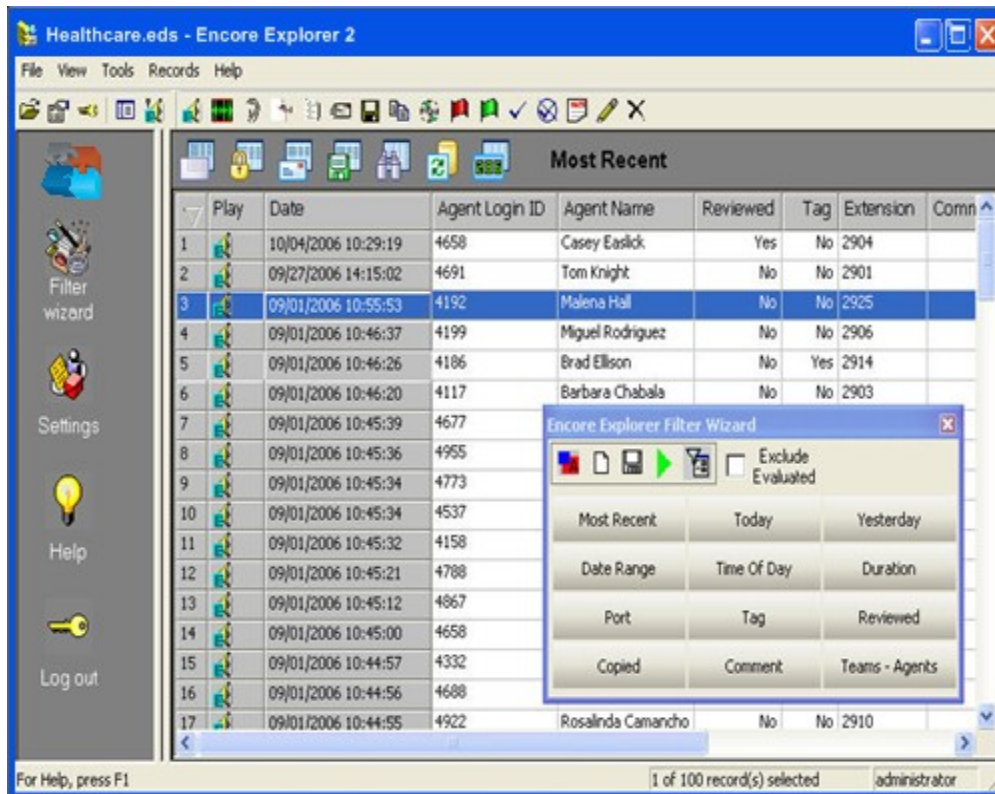 Healthcare.eds - Encore Explorer 2
File View Tools Records Help
Most Recent
Play Date Agent Login ID Agent Name Reviewed Tag Extension Comm
1 10/04/2006 10:29:19 4658 Casey Easlick Yes No 2904
2 09/27/2006 14:15:02 4691 Tom Knight No No 2901
3 09/01/2006 10:55:53 4192 Malena Hall No No 2925
4 09/01/2006 10:46:37 4199 Miguel Rodriguez No No 2906
5 09/01/2006 10:46:26 4186 Brad Ellison No Yes 2914
6 09/01/2006 10:46:20 4117 Barbara Chabala No No 2903
7 09/01/2006 10:45:39 4677
8 09/01/2006 10:45:36 4955
9 09/01/2006 10:45:34 4773
10 09/01/2006 10:45:34 4537
11 09/01/2006 10:45:32 4158
12 09/01/2006 10:45:21 4788
13 09/01/2006 10:45:12 4867
14 09/01/2006 10:45:00 4658
15 09/01/2006 10:44:57 4332
16 09/01/2006 10:44:56 4688
17 09/01/2006 10:44:55 4922 Rosalinda Camancho No No 2910
Filter
wizard
Settings
Help
Log out
Encore Explorer Filter Wizard
Exclude
Evaluated
Most Recent Today Yesterday
Date Range Time Of Day Duration
Port Tag Reviewed
Copied Comment Teams - Agents
For Help, press F1 1 of 100 record(s) selected administrator